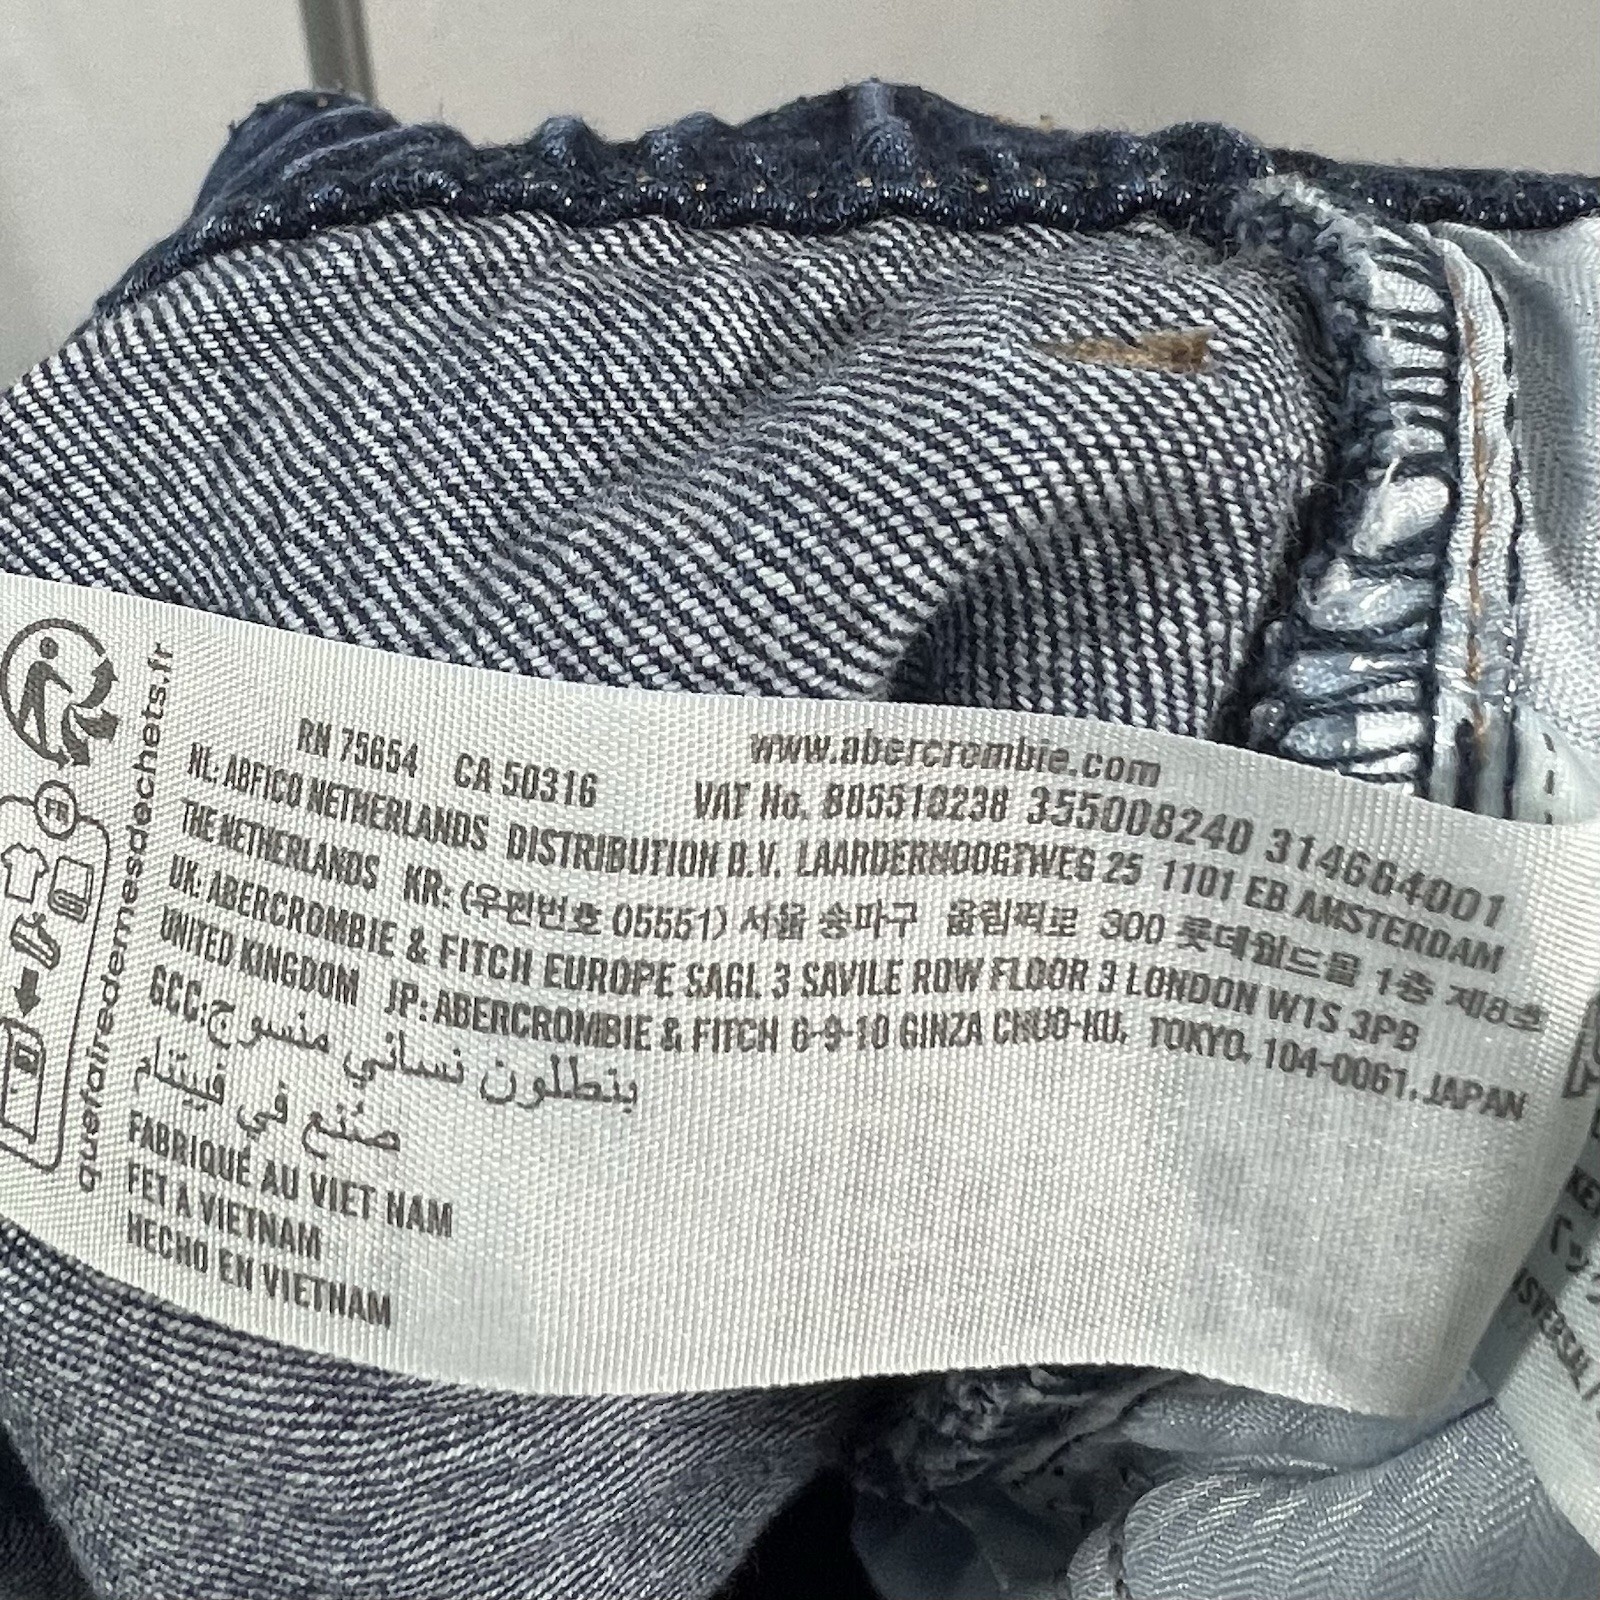 quefairedemesdechets.fr
FR
RN 75654 CA 50316 www.abercrombie.com
VAT No. 805518238 355008240 314664001
NL: ABFICO NETHERLANDS DISTRIBUTION B.V. LAARDERHOOGTWEG 25 1101 EB AMSTERDAM
THE NETHERLANDS KR: (우편번호 05551) 서울 송파구 올림픽로 300 롯데월드몰 1층 제8호
UK: ABERCROMBIE & FITCH EUROPE SAGL 3 SAVILE ROW FLOOR 3 LONDON W1S 3PB
UNITED KINGDOM JP: ABERCROMBIE & FITCH 6-9-10 GINZA CHUO-KU, TOKYO, 104-0061, JAPAN
GCC: بنطلون نسائي منسوج
صُنع في فيتنام
FABRIQUÉ AU VIET NAM
FET A VIETNAM
HECHO EN VIETNAM